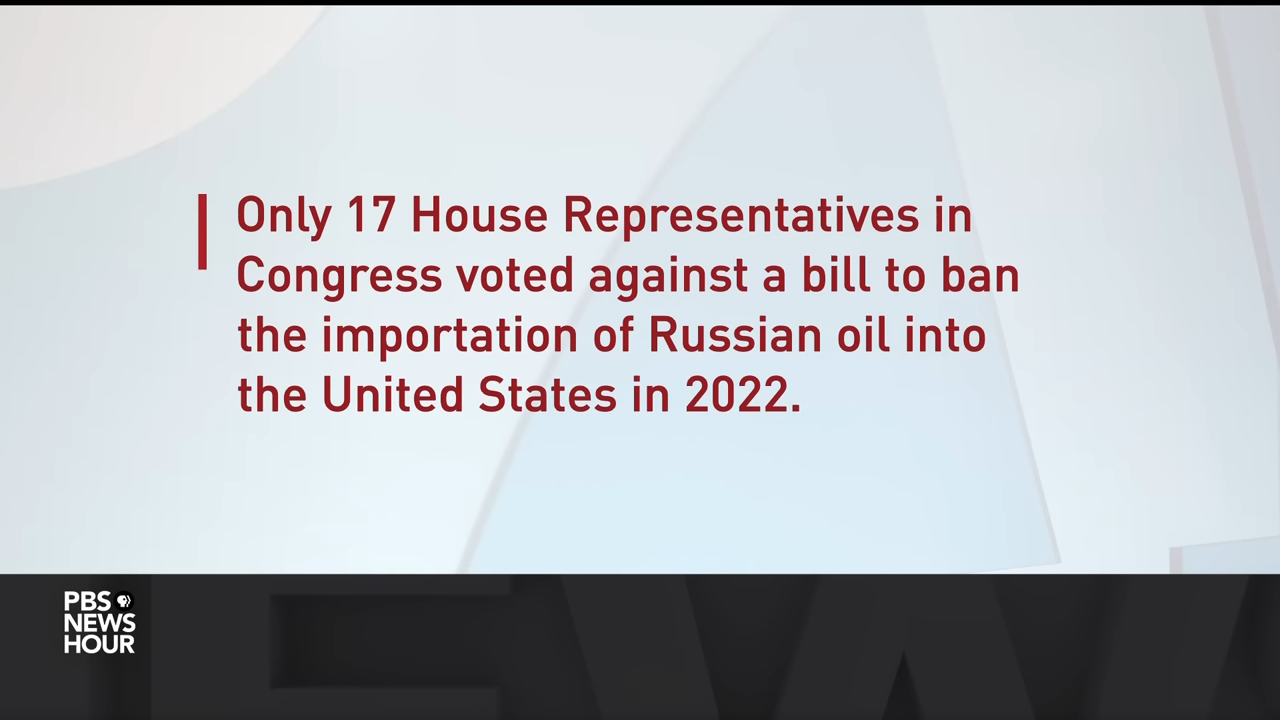 Only 17 House Representatives in
Congress voted against a bill to ban
the importation of Russian oil into
the United States in 2022.
PBS
NEWS
HOUR